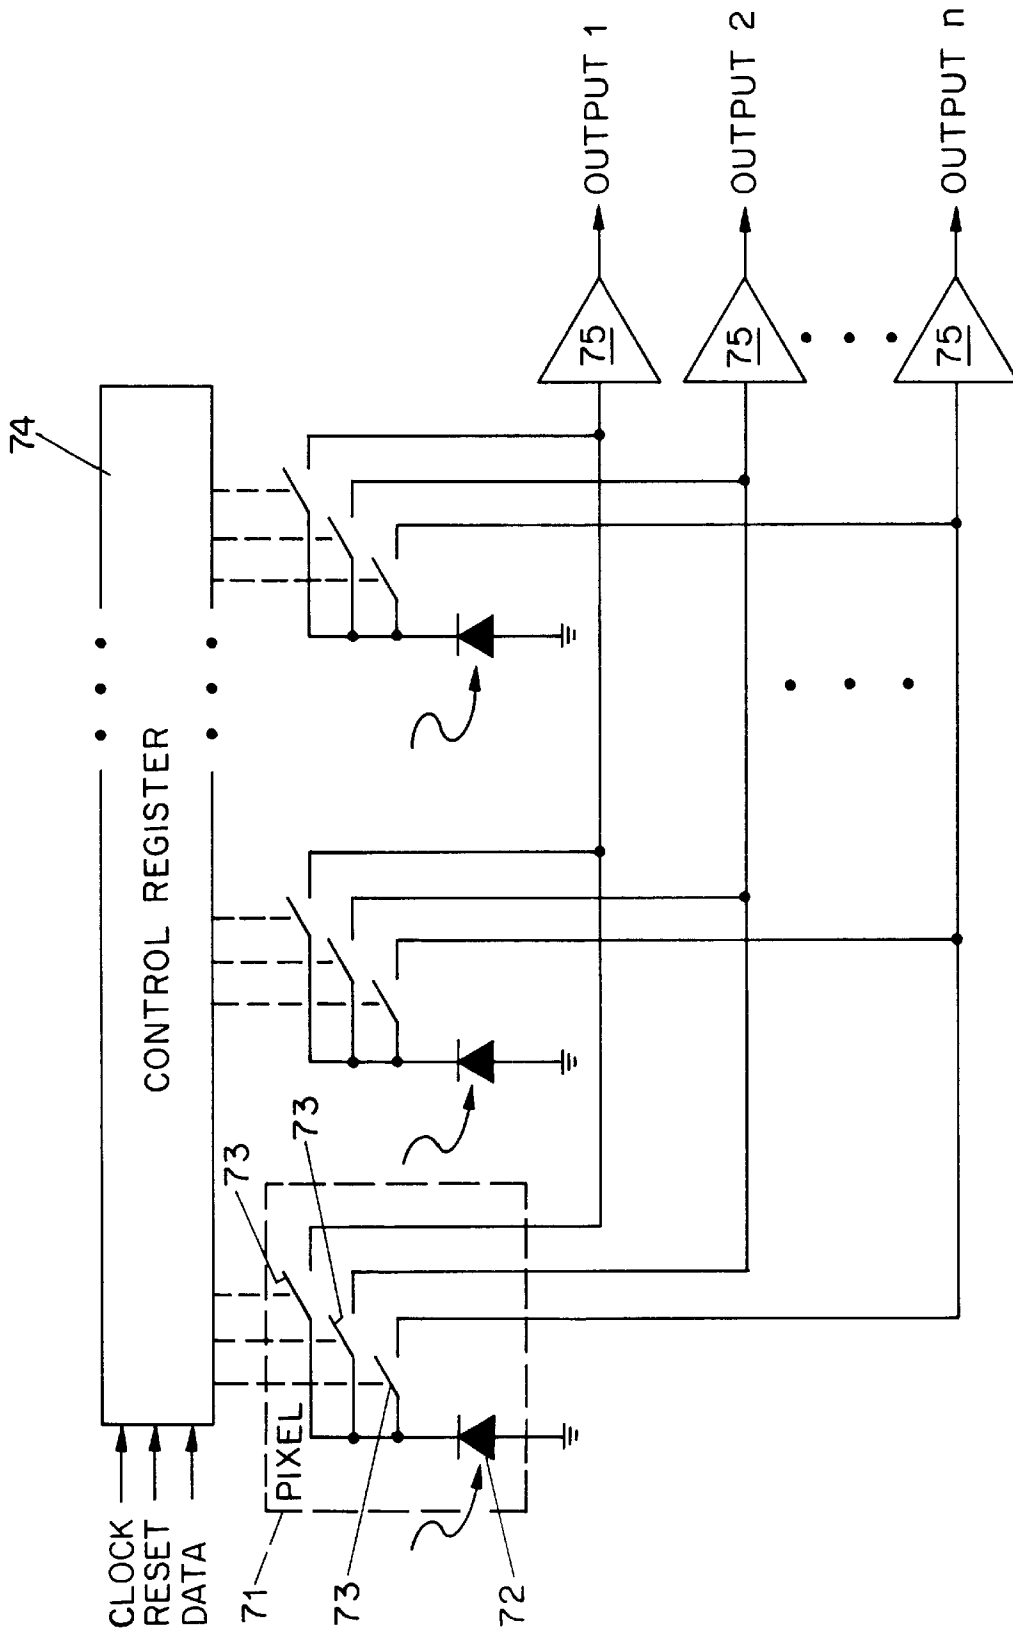 74
CLOCK
RESET
DATA
CONTROL REGISTER
73
73
71
PIXEL
73
72
75
OUTPUT 1
75
OUTPUT 2
75
OUTPUT n